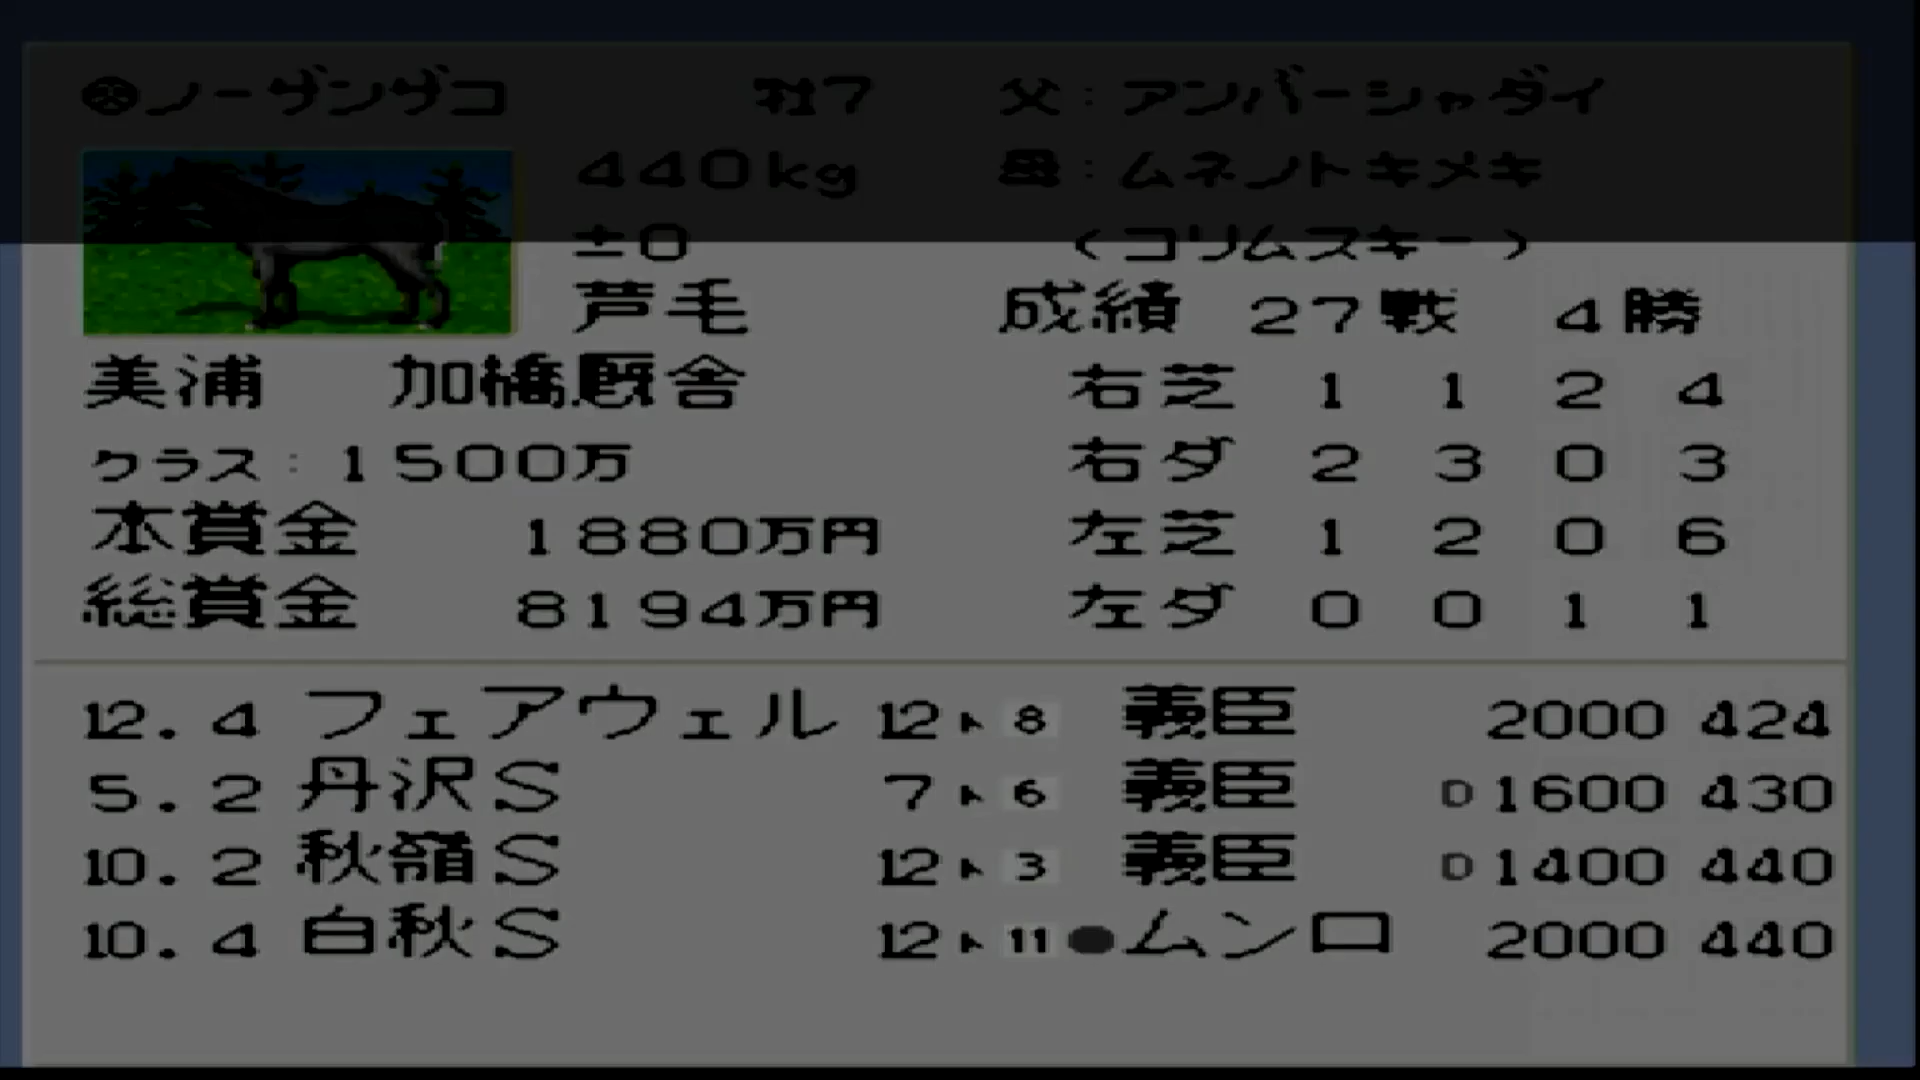 ノーザンザコ 牡7 父:アンバーシャダイ
440kg 母:ムネノトキメキ
±0 (コリムスキー)
芦毛 成績 27戦 4勝
美浦 加橋厩舎 右芝 1 1 2 4
クラス:1500万 右ダ 2 3 0 3
本賞金 1880万円 左芝 1 2 0 6
総賞金 8194万円 左ダ 0 0 1 1
12.4 フェアウェル 12ト8 義臣 2000 424
5.2 丹沢S 7ト6 義臣 D1600 430
10.2 秋嶺S 12ト3 義臣 D1400 440
10.4 白秋S 12ト11 ●ムンロ 2000 440